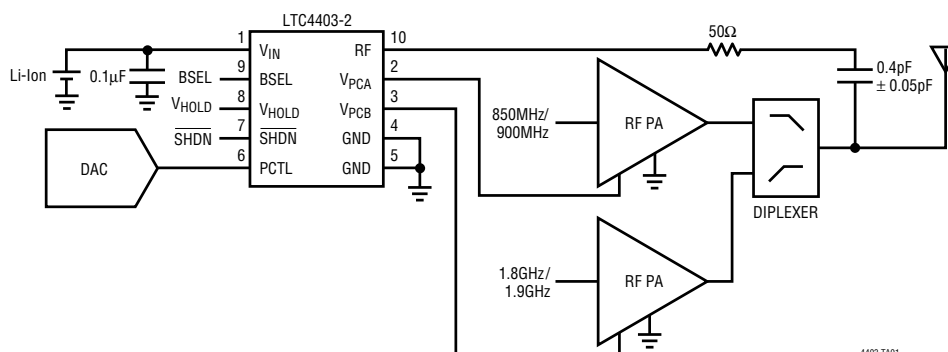 LTC4403-2
1 VIN RF 10
Li-Ion
0.1µF
BSEL 9 BSEL VPCA 2
VHOLD 8 VHOLD VPCB 3
SHDN 7 SHDN GND 4
DAC
6 PCTL GND 5
50Ω
0.4pF
± 0.05pF
850MHz/
900MHz
RF PA
DIPLEXER
1.8GHz/
1.9GHz
RF PA
4403 TA01